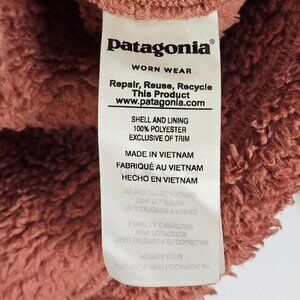 patagonia®
WORN WEAR
Repair, Reuse, Recycle
This Product
www.patagonia.com
SHELL AND LINING
100% POLYESTER
EXCLUSIVE OF TRIM
MADE IN VIETNAM
FABRIQUÉ AU VIETNAM
HECHO EN VIETNAM